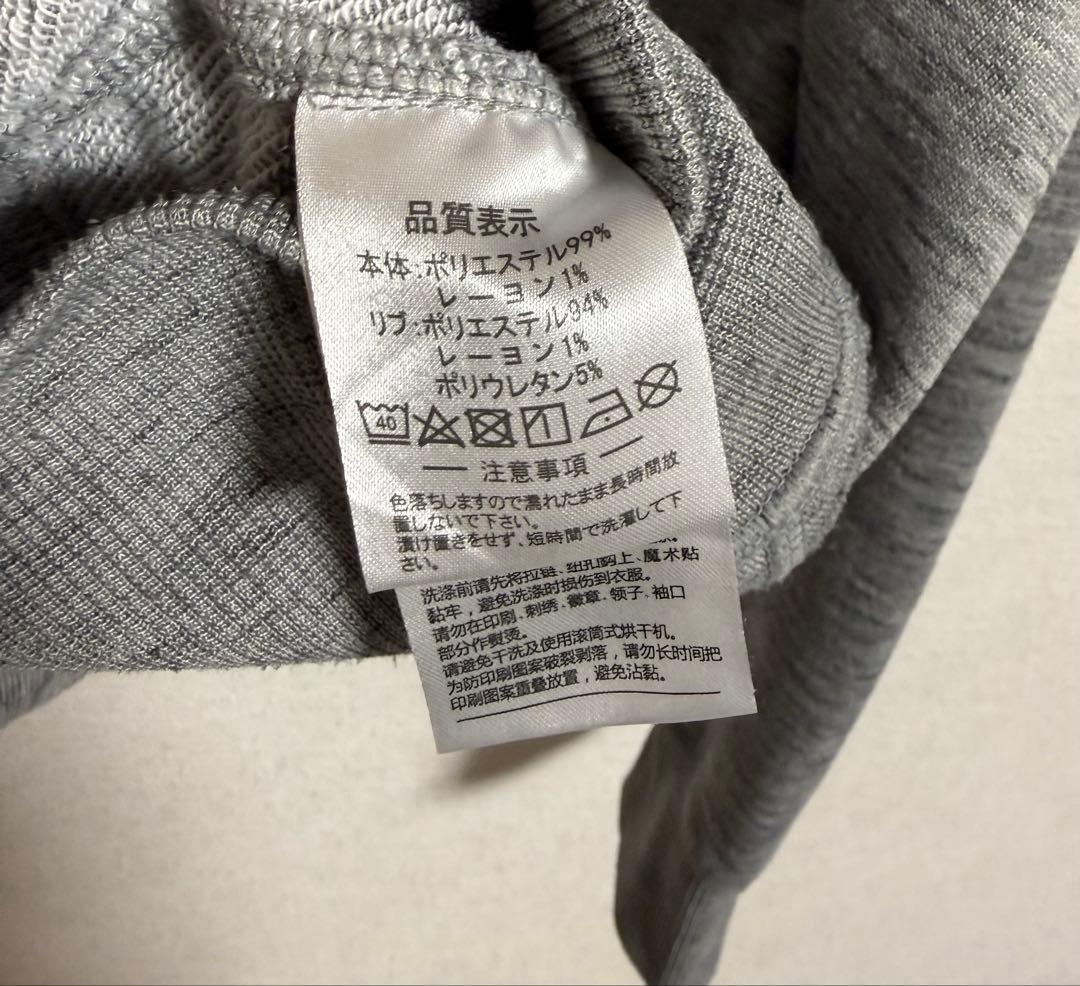 品質表示
本体:ポリエステル99%
レーヨン1%
リブ:ポリエステル94%
レーヨン1%
ポリウレタン5%
40
注意事項
色落ちしますので濡れたまま長時間放
置しないで下さい。
漬け置きをせず、短時間で洗濯して下
さい。
洗涤前请先将拉链、纽扣鈎上、魔术贴
黏牢，避免洗涤时损伤到衣服。
请勿在印刷、刺绣、徽章、领子、袖口
部分作熨烫。
请避免干洗及使用滚筒式烘干机。
为防印刷图案破裂剥落，请勿长时间把
印刷图案重叠放置，避免沾黏。